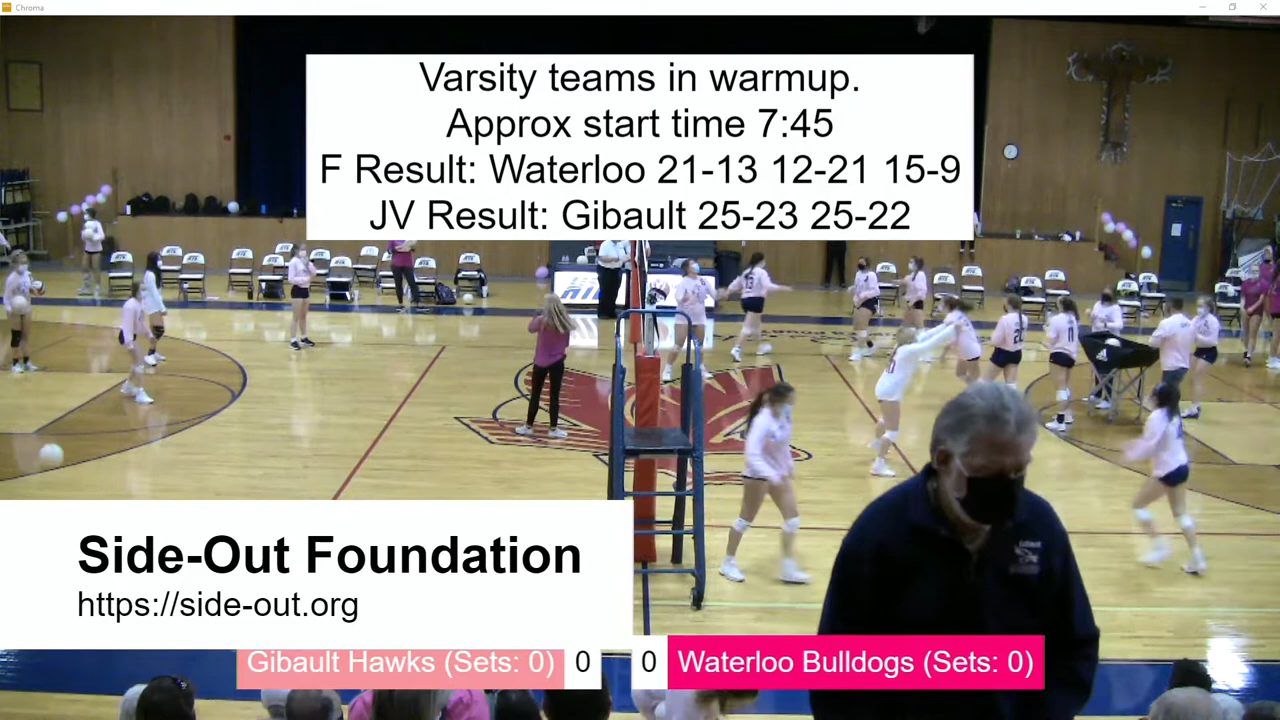 Chroma
Varsity teams in warmup.
Approx start time 7:45
F Result: Waterloo 21-13 12-21 15-9
JV Result: Gibault 25-23 25-22
13
11
Side-Out Foundation
https://side-out.org
Gibault Hawks (Sets: 0) 0 0 Waterloo Bulldogs (Sets: 0)